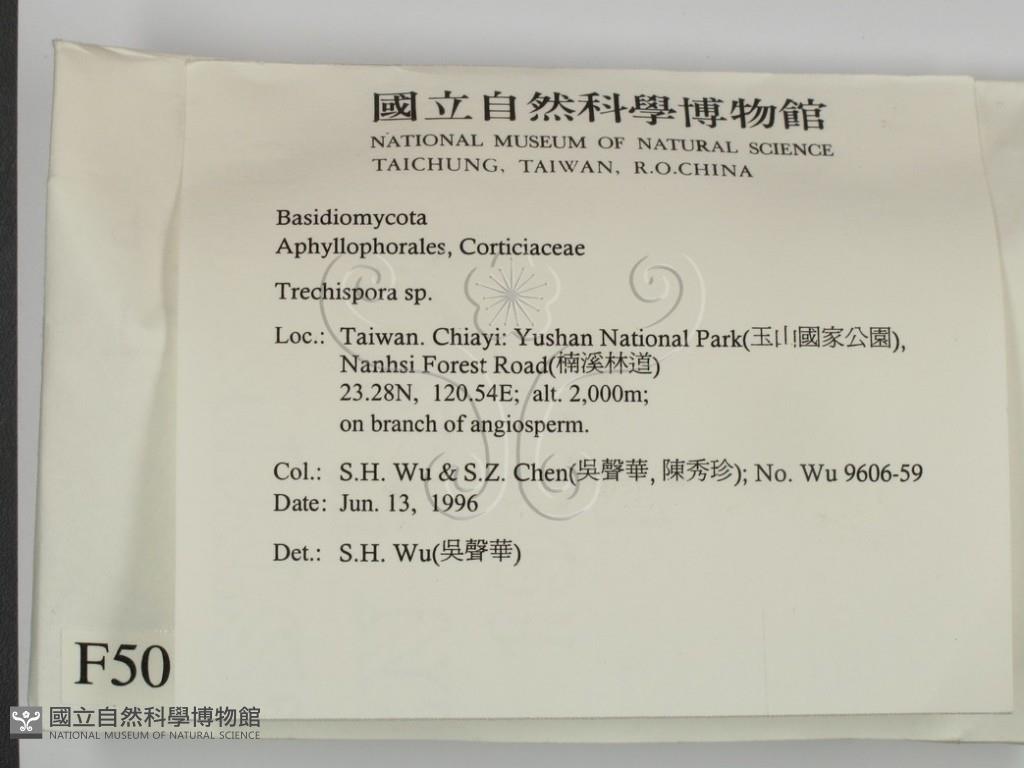 國立自然科學博物館
NATIONAL MUSEUM OF NATURAL SCIENCE
TAICHUNG, TAIWAN, R.O.CHINA
Basidiomycota
Aphyllophorales, Corticiaceae
Trechispora sp.
Loc.: Taiwan. Chiayi: Yushan National Park(玉山國家公園),
Nanhsi Forest Road(楠溪林道)
23.28N, 120.54E; alt. 2,000m;
on branch of angiosperm.
Col.: S.H. Wu & S.Z. Chen(吳聲華, 陳秀珍); No. Wu 9606-59
Date: Jun. 13, 1996
Det.: S.H. Wu(吳聲華)
F50
國立自然科學博物館
NATIONAL MUSEUM OF NATURAL SCIENCE